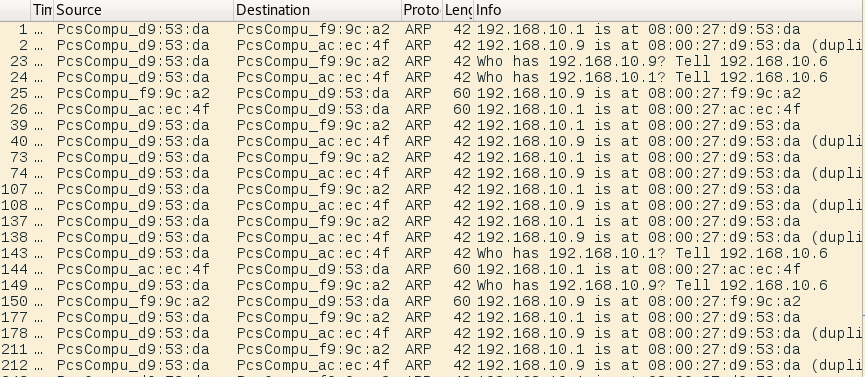 Tim Source Destination Proto Leng Info
1 … PcsCompu_d9:53:da PcsCompu_f9:9c:a2 ARP 42 192.168.10.1 is at 08:00:27:d9:53:da
2 … PcsCompu_d9:53:da PcsCompu_ac:ec:4f ARP 42 192.168.10.9 is at 08:00:27:d9:53:da (dupli
23 … PcsCompu_d9:53:da PcsCompu_f9:9c:a2 ARP 42 Who has 192.168.10.9? Tell 192.168.10.6
24 … PcsCompu_d9:53:da PcsCompu_ac:ec:4f ARP 42 Who has 192.168.10.1? Tell 192.168.10.6
25 … PcsCompu_f9:9c:a2 PcsCompu_d9:53:da ARP 60 192.168.10.9 is at 08:00:27:f9:9c:a2
26 … PcsCompu_ac:ec:4f PcsCompu_d9:53:da ARP 60 192.168.10.1 is at 08:00:27:ac:ec:4f
39 … PcsCompu_d9:53:da PcsCompu_f9:9c:a2 ARP 42 192.168.10.1 is at 08:00:27:d9:53:da
40 … PcsCompu_d9:53:da PcsCompu_ac:ec:4f ARP 42 192.168.10.9 is at 08:00:27:d9:53:da (dupli
73 … PcsCompu_d9:53:da PcsCompu_f9:9c:a2 ARP 42 192.168.10.1 is at 08:00:27:d9:53:da
74 … PcsCompu_d9:53:da PcsCompu_ac:ec:4f ARP 42 192.168.10.9 is at 08:00:27:d9:53:da (dupli
107 … PcsCompu_d9:53:da PcsCompu_f9:9c:a2 ARP 42 192.168.10.1 is at 08:00:27:d9:53:da
108 … PcsCompu_d9:53:da PcsCompu_ac:ec:4f ARP 42 192.168.10.9 is at 08:00:27:d9:53:da (dupli
137 … PcsCompu_d9:53:da PcsCompu_f9:9c:a2 ARP 42 192.168.10.1 is at 08:00:27:d9:53:da
138 … PcsCompu_d9:53:da PcsCompu_ac:ec:4f ARP 42 192.168.10.9 is at 08:00:27:d9:53:da (dupli
143 … PcsCompu_d9:53:da PcsCompu_ac:ec:4f ARP 42 Who has 192.168.10.1? Tell 192.168.10.6
144 … PcsCompu_ac:ec:4f PcsCompu_d9:53:da ARP 60 192.168.10.1 is at 08:00:27:ac:ec:4f
149 … PcsCompu_d9:53:da PcsCompu_f9:9c:a2 ARP 42 Who has 192.168.10.9? Tell 192.168.10.6
150 … PcsCompu_f9:9c:a2 PcsCompu_d9:53:da ARP 60 192.168.10.9 is at 08:00:27:f9:9c:a2
177 … PcsCompu_d9:53:da PcsCompu_f9:9c:a2 ARP 42 192.168.10.1 is at 08:00:27:d9:53:da
178 … PcsCompu_d9:53:da PcsCompu_ac:ec:4f ARP 42 192.168.10.9 is at 08:00:27:d9:53:da (dupli
211 … PcsCompu_d9:53:da PcsCompu_f9:9c:a2 ARP 42 192.168.10.1 is at 08:00:27:d9:53:da
212 … PcsCompu_d9:53:da PcsCompu_ac:ec:4f ARP 42 192.168.10.9 is at 08:00:27:d9:53:da (dupli